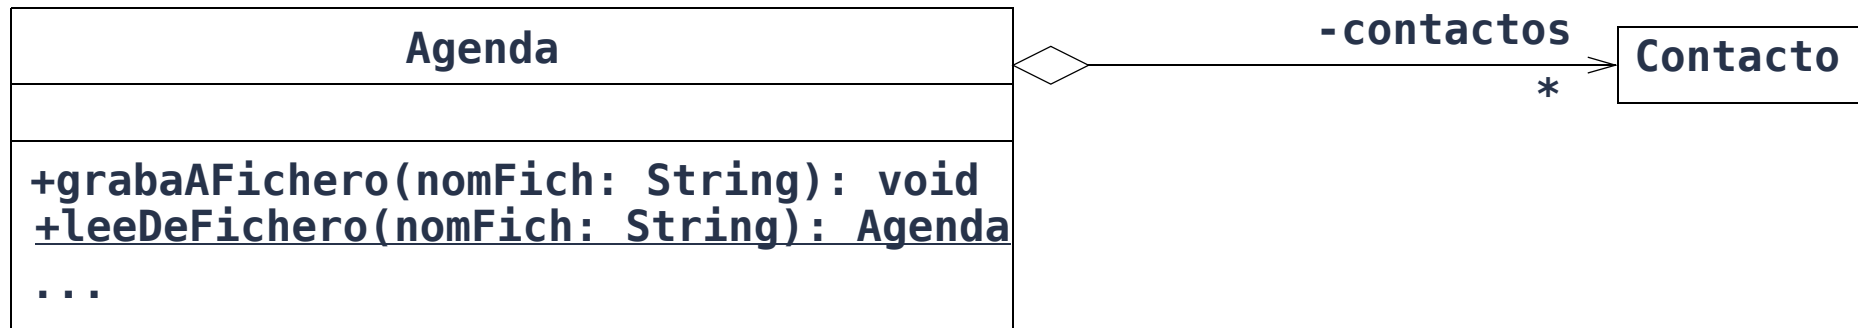 Agenda
-contactos
Contacto
*
+grabaAFichero(nomFich: String): void
+leeDeFichero(nomFich: String): Agenda
...